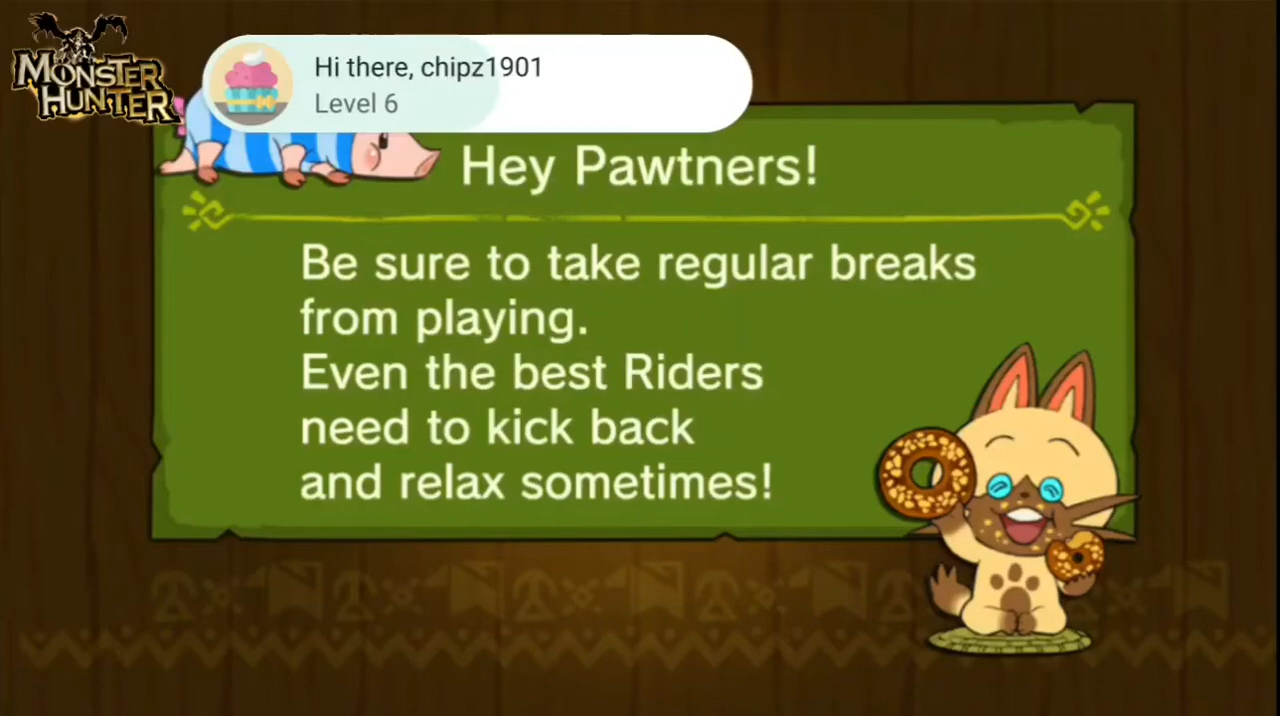 MONSTER
HUNTER
Hi there, chipz1901
Level 6
Hey Pawtners!
Be sure to take regular breaks
from playing.
Even the best Riders
need to kick back
and relax sometimes!